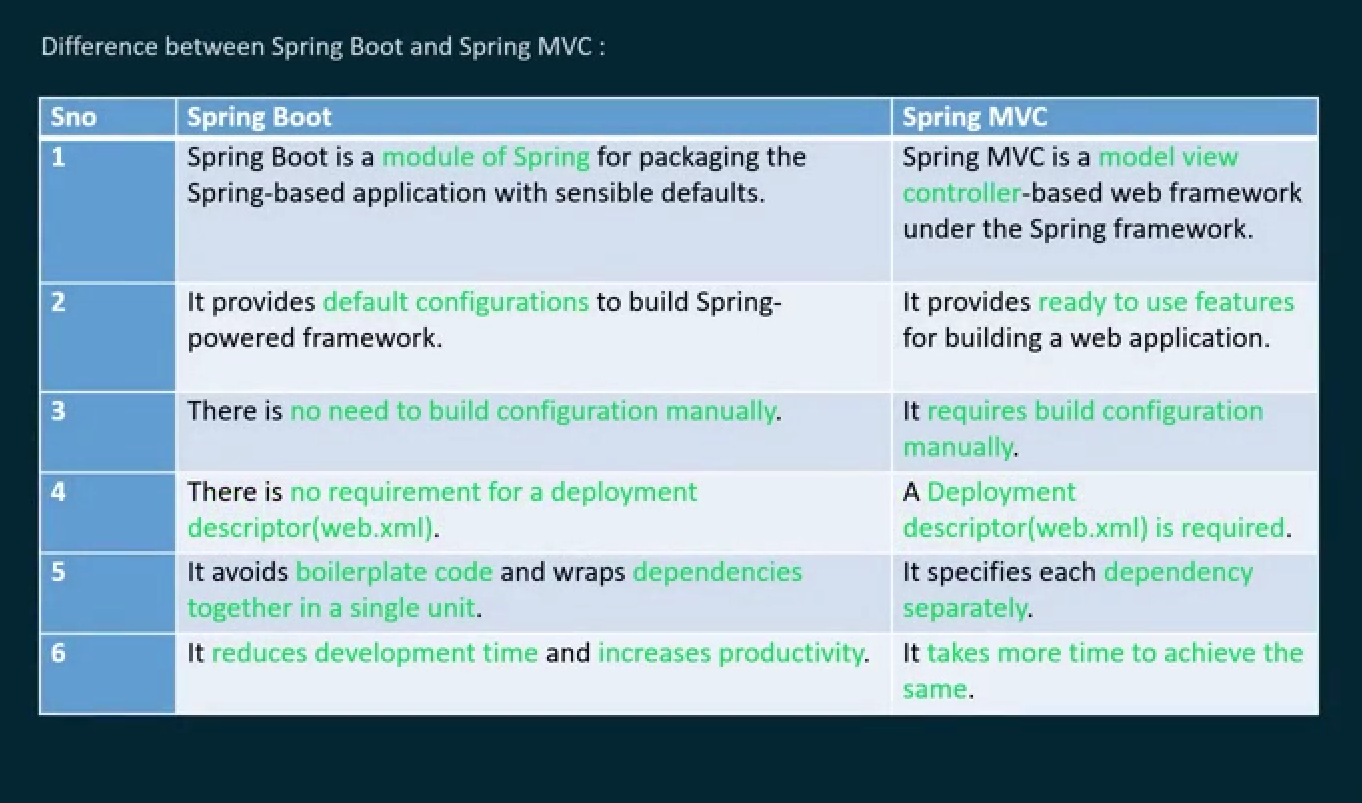 Difference between Spring Boot and Spring MVC :
Sno Spring Boot Spring MVC
1
Spring Boot is a module of Spring for packaging the
Spring-based application with sensible defaults.
Spring MVC is a model view
controller-based web framework
under the Spring framework.
2
It provides default configurations to build Spring-
powered framework.
It provides ready to use features
for building a web application.
3
There is no need to build configuration manually.
It requires build configuration
manually.
4
There is no requirement for a deployment
descriptor(web.xml).
A Deployment
descriptor(web.xml) is required.
5
It avoids boilerplate code and wraps dependencies
together in a single unit.
It specifies each dependency
separately.
6
It reduces development time and increases productivity.
It takes more time to achieve the
same.